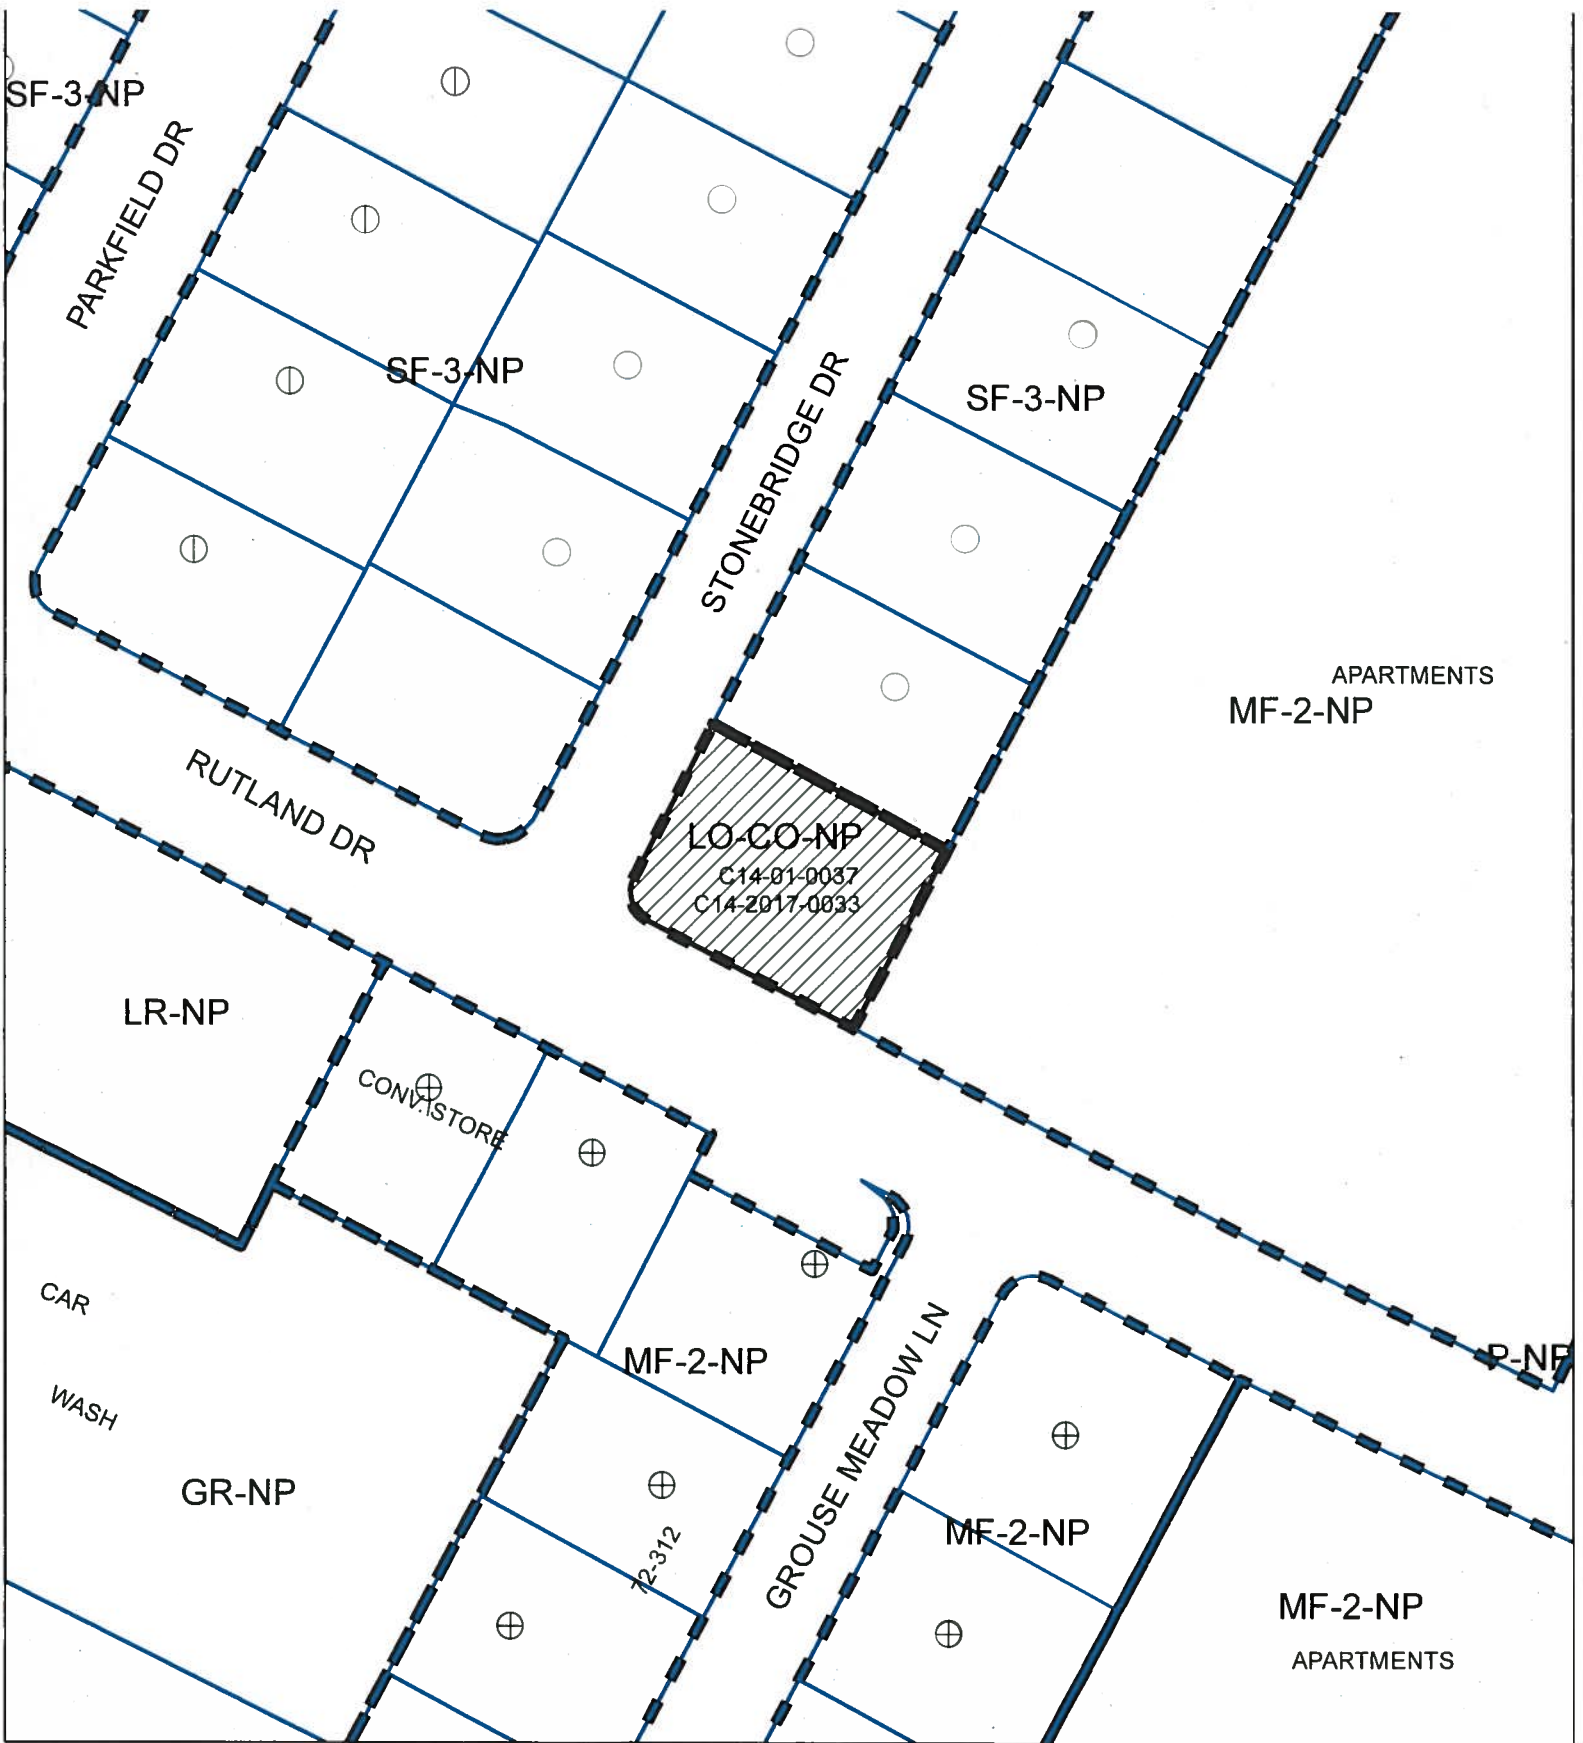 SF-3-NP
PARKFIELD DR
SF-3-NP
STONEBRIDGE DR
SF-3-NP
APARTMENTS
MF-2-NP
RUTLAND DR
LO-CO-NP
C14-01-0037
C14-2017-0033
LR-NP
CONV. STORE
CAR
WASH
GR-NP
MF-2-NP
72-312
GROUSE MEADOW LN
MF-2-NP
P-NP
MF-2-NP
APARTMENTS